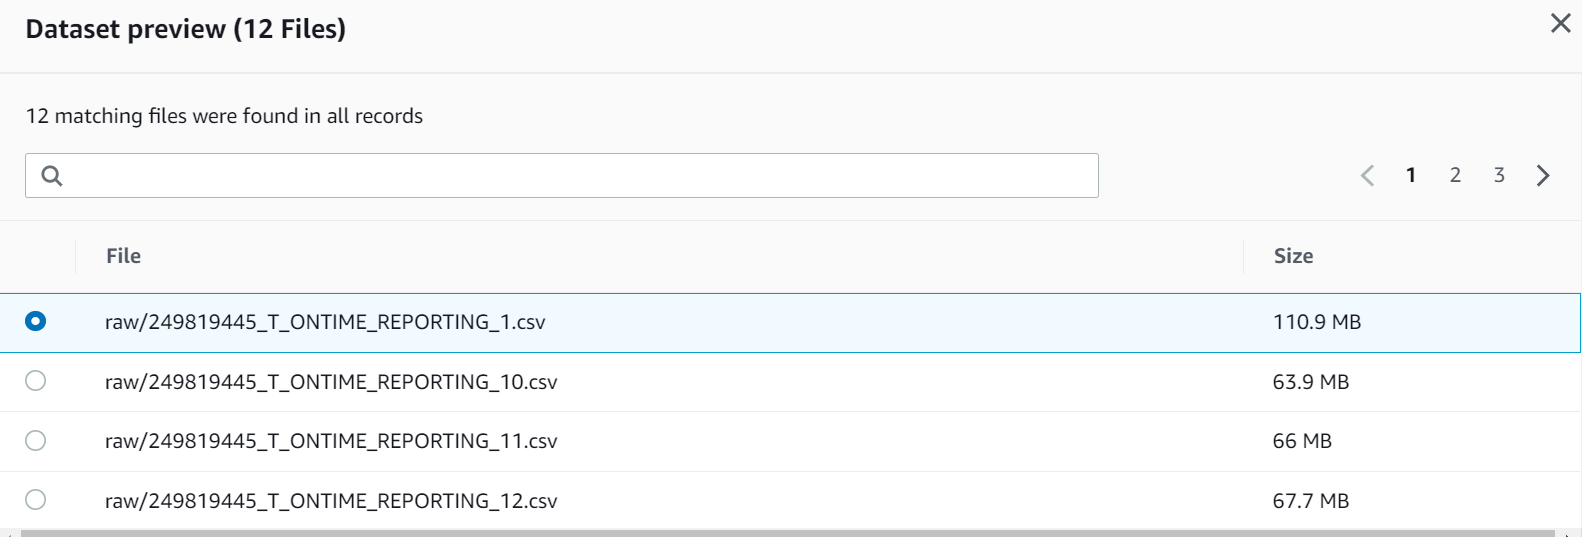 Dataset preview (12 Files)
12 matching files were found in all records
1 2 3
File Size
raw/249819445_T_ONTIME_REPORTING_1.csv 110.9 MB
raw/249819445_T_ONTIME_REPORTING_10.csv 63.9 MB
raw/249819445_T_ONTIME_REPORTING_11.csv 66 MB
raw/249819445_T_ONTIME_REPORTING_12.csv 67.7 MB